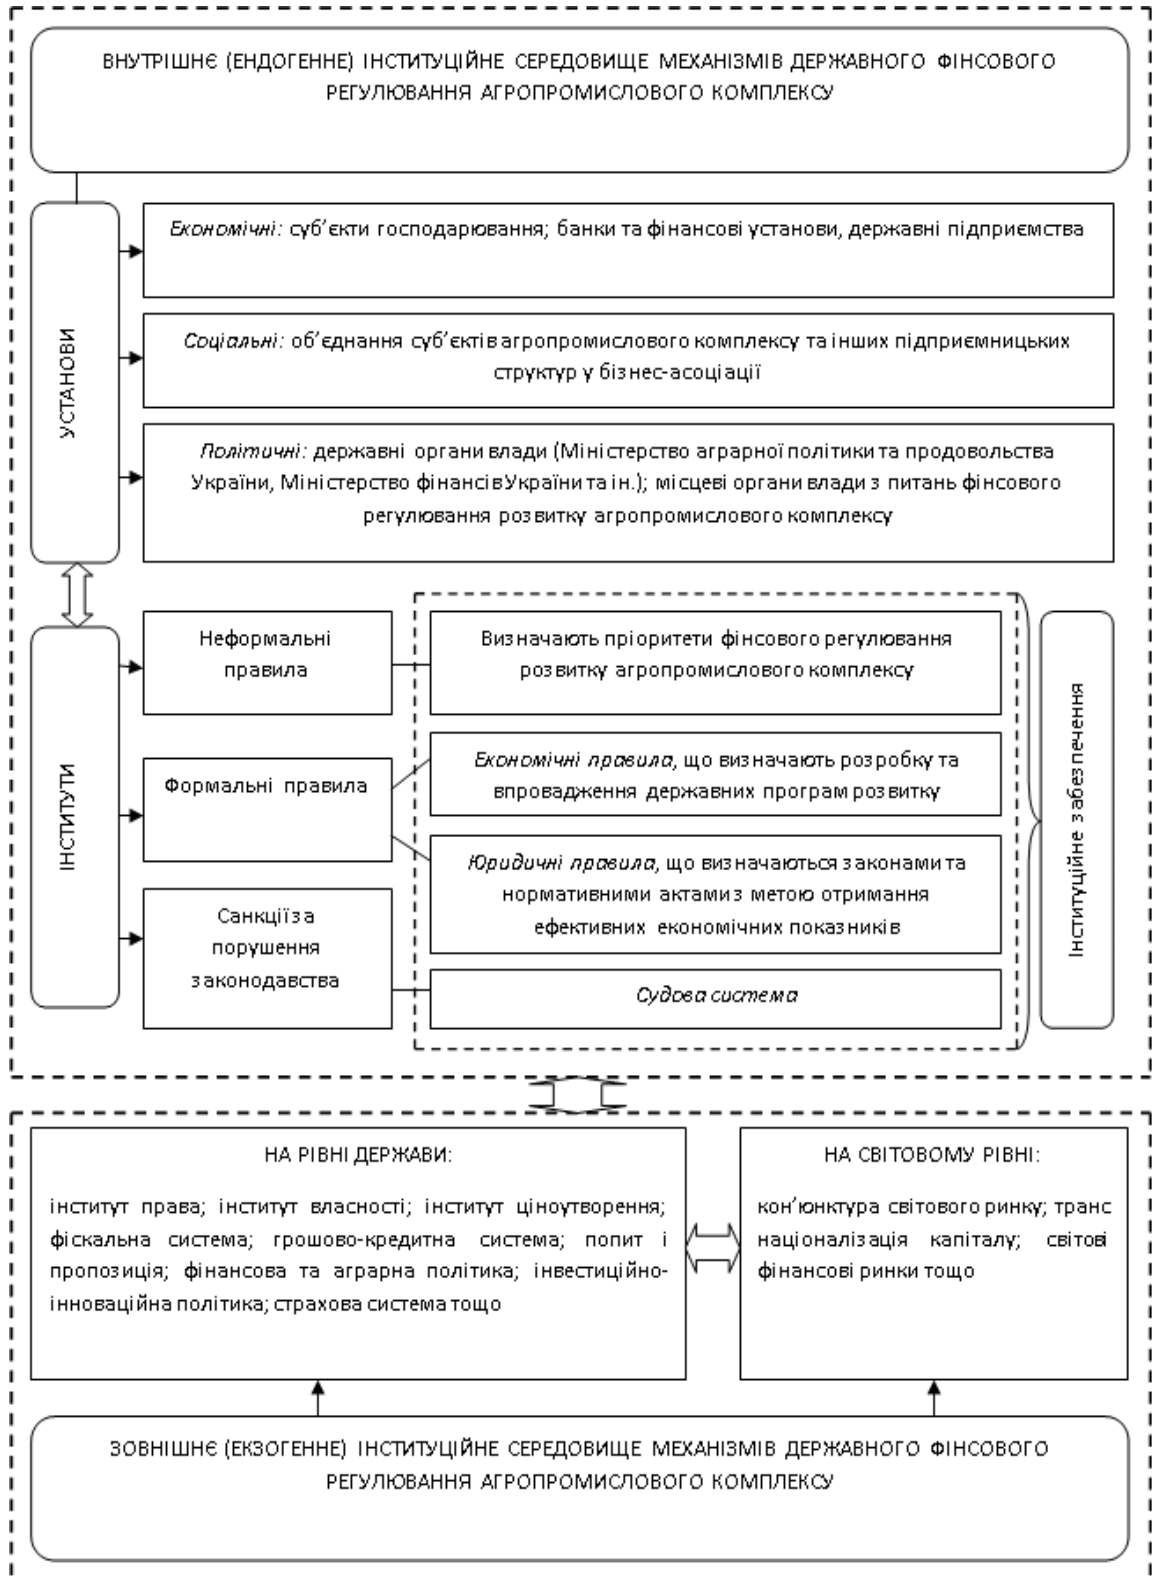 ВНУТРІШНЄ (ЕНДОГЕННЕ) ІНСТИТУЦІЙНЕ СЕРЕДОВИЩЕ МЕХАНІЗМІВ ДЕРЖАВНОГО ФІНСОВОГО
РЕГУЛЮВАННЯ АГРОПРОМИСЛОВОГО КОМПЛЕКСУ
УСТАНОВИ
Економічні: суб’єкти господарювання; банки та фінансові установи, державні підприємства
Соціальні: об’єднання суб’єктів агропромислового комплексу та інших підприємницьких
структур у бізнес-асоціації
Політичні: державні органи влади (Міністерство аграрної політики та продовольства
України, Міністерство фінансів України та ін.); місцеві органи влади з питань фінсового
регулювання розвитку агропромислового комплексу
ІНСТИТУТИ
Неформальні
правила
Визначають пріоритети фінсового регулювання
розвитку агропромислового комплексу
Формальні правила
Економічні правила, що визначають розробку та
впровадження державних програм розвитку
Юридичні правила, що визначаються законами та
нормативними актами з метою отримання
ефективних економічних показників
Санкції за
порушення
законодавства
Судова система
Інституційне забезпечення
НА РІВНІ ДЕРЖАВИ:
інститут права; інститут власності; інститут ціноутворення;
фіскальна система; грошово-кредитна система; попит і
пропозиція; фінансова та аграрна політика; інвестиційно-
інноваційна політика; страхова система тощо
НА СВІТОВОМУ РІВНІ:
кон’юнктура світового ринку; транс
націоналізація капіталу; світові
фінансові ринки тощо
ЗОВНІШНЄ (ЕКЗОГЕННЕ) ІНСТИТУЦІЙНЕ СЕРЕДОВИЩЕ МЕХАНІЗМІВ ДЕРЖАВНОГО ФІНСОВОГО
РЕГУЛЮВАННЯ АГРОПРОМИСЛОВОГО КОМПЛЕКСУ